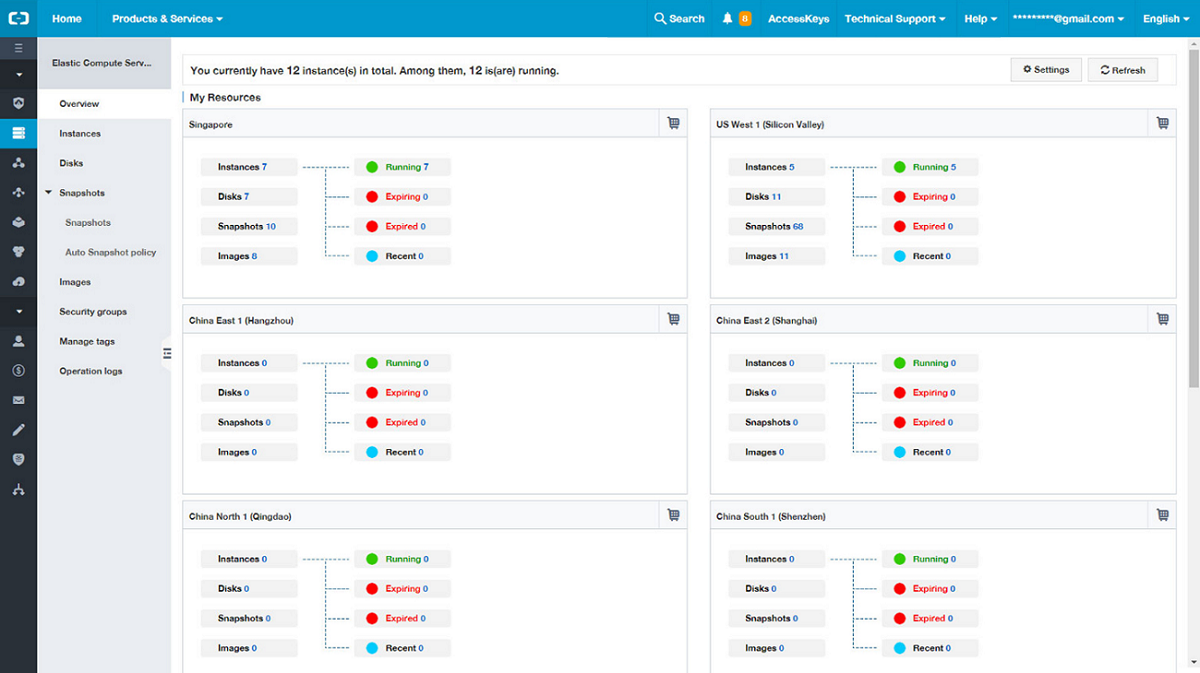 Home Products & Services Search 8 AccessKeys Technical Support Help *********@gmail.com English
Elastic Compute Serv...
Overview
Instances
Disks
Snapshots
Snapshots
Auto Snapshot policy
Images
Security groups
Manage tags
Operation logs
You currently have 12 instance(s) in total. Among them, 12 is(are) running.
Settings Refresh
My Resources
Singapore
Instances 7 Running 7
Disks 7 Expiring 0
Snapshots 10 Expired 0
Images 8 Recent 0
US West 1 (Silicon Valley)
Instances 5 Running 5
Disks 11 Expiring 0
Snapshots 68 Expired 0
Images 11 Recent 0
China East 1 (Hangzhou)
Instances 0 Running 0
Disks 0 Expiring 0
Snapshots 0 Expired 0
Images 0 Recent 0
China East 2 (Shanghai)
Instances 0 Running 0
Disks 0 Expiring 0
Snapshots 0 Expired 0
Images 0 Recent 0
China North 1 (Qingdao)
Instances 0 Running 0
Disks 0 Expiring 0
Snapshots 0 Expired 0
Images 0 Recent 0
China South 1 (Shenzhen)
Instances 0 Running 0
Disks 0 Expiring 0
Snapshots 0 Expired 0
Images 0 Recent 0